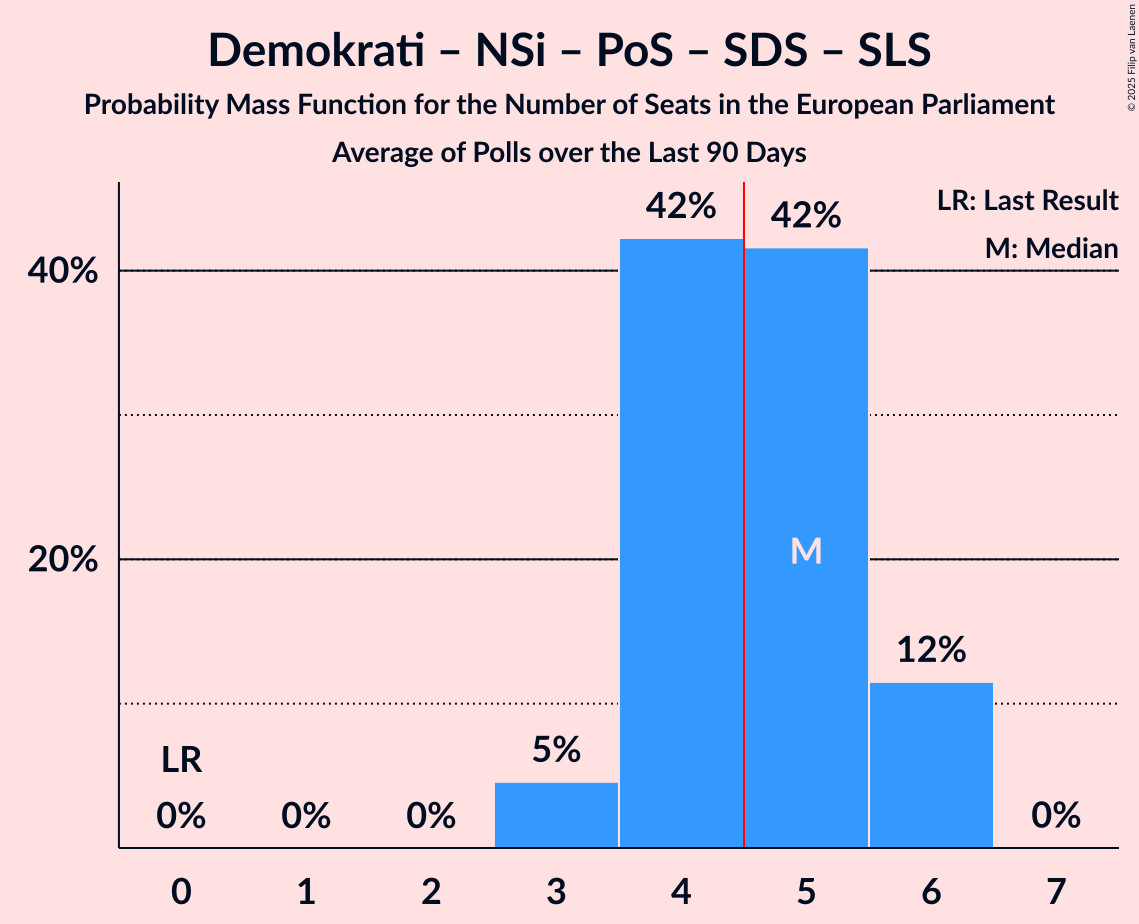 Demokrati – NSi – PoS – SDS – SLS
Probability Mass Function for the Number of Seats in the European Parliament
Average of Polls over the Last 90 Days
© 2025 Filip van Laenen
LR: Last Result
M: Median
42%
42%
40%
20%
M
12%
5%
LR
0%
0%
0%
0%
0
1
2
3
4
5
6
7